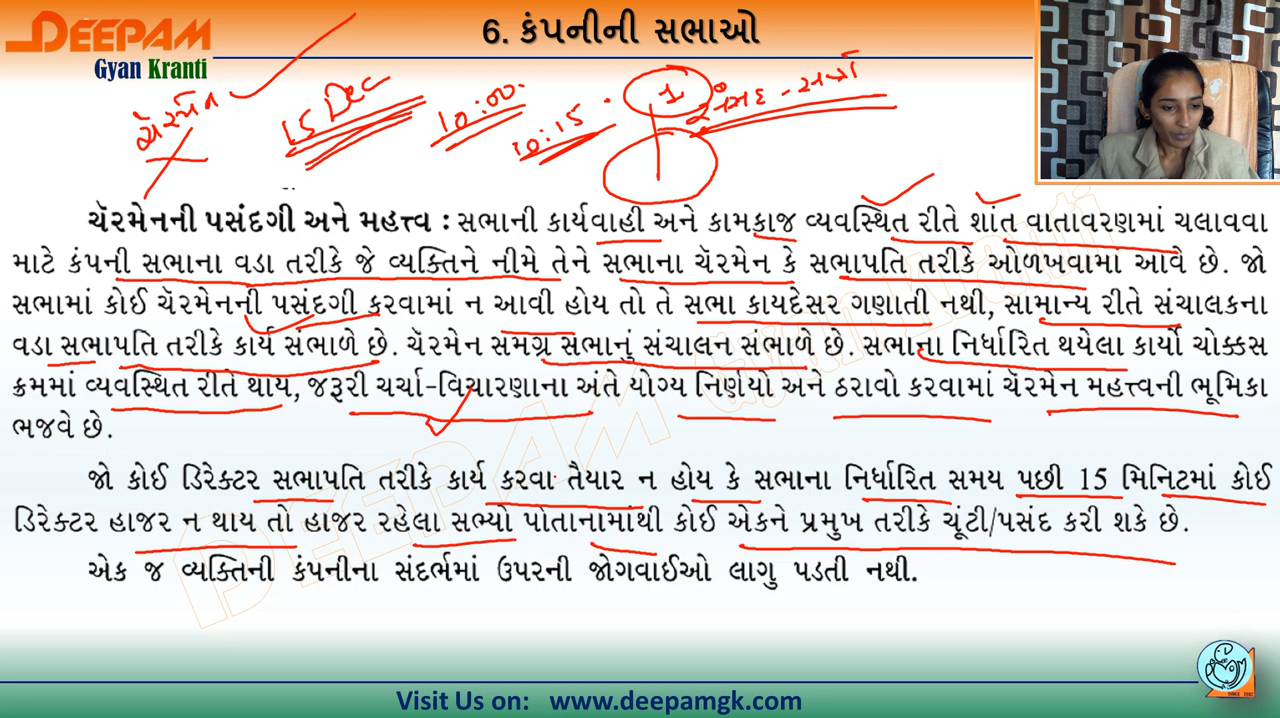 DEEPAM
Gyan Kranti
6. કંપનીની સભાઓ
ચેરમેન
15 Dec
10:00
10:15
1
ચૅરમેનની પસંદગી અને મહત્ત્વ : સભાની કાર્યવાહી અને કામકાજ વ્યવસ્થિત રીતે શાંત વાતાવરણમાં ચલાવવા
માટે કંપની સભાના વડા તરીકે જે વ્યક્તિને નીમે તેને સભાના ચૅરમેન કે સભાપતિ તરીકે ઓળખવામાં આવે છે. જો
સભામાં કોઈ ચૅરમેનની પસંદગી કરવામાં ન આવી હોય તો તે સભા કાયદેસર ગણાતી નથી, સામાન્ય રીતે સંચાલકના
વડા સભાપતિ તરીકે કાર્ય સંભાળે છે. ચૅરમેન સમગ્ર સભાનું સંચાલન સંભાળે છે. સભાના નિર્ધારિત થયેલા કાર્યો ચોક્કસ
ક્રમમાં વ્યવસ્થિત રીતે થાય, જરૂરી ચર્ચા-વિચારણાના અંતે યોગ્ય નિર્ણયો અને ઠરાવો કરવામાં ચૅરમેન મહત્ત્વની ભૂમિકા
ભજવે છે.
જો કોઈ ડિરેક્ટર સભાપતિ તરીકે કાર્ય કરવા તૈયાર ન હોય કે સભાના નિર્ધારિત સમય પછી 15 મિનિટમાં કોઈ
ડિરેક્ટર હાજર ન થાય તો હાજર રહેલા સભ્યો પોતાનામાંથી કોઈ એકને પ્રમુખ તરીકે ચૂંટી/પસંદ કરી શકે છે.
એક જ વ્યક્તિની કંપનીના સંદર્ભમાં ઉપરની જોગવાઈઓ લાગુ પડતી નથી.
Visit Us on: www.deepamgk.com